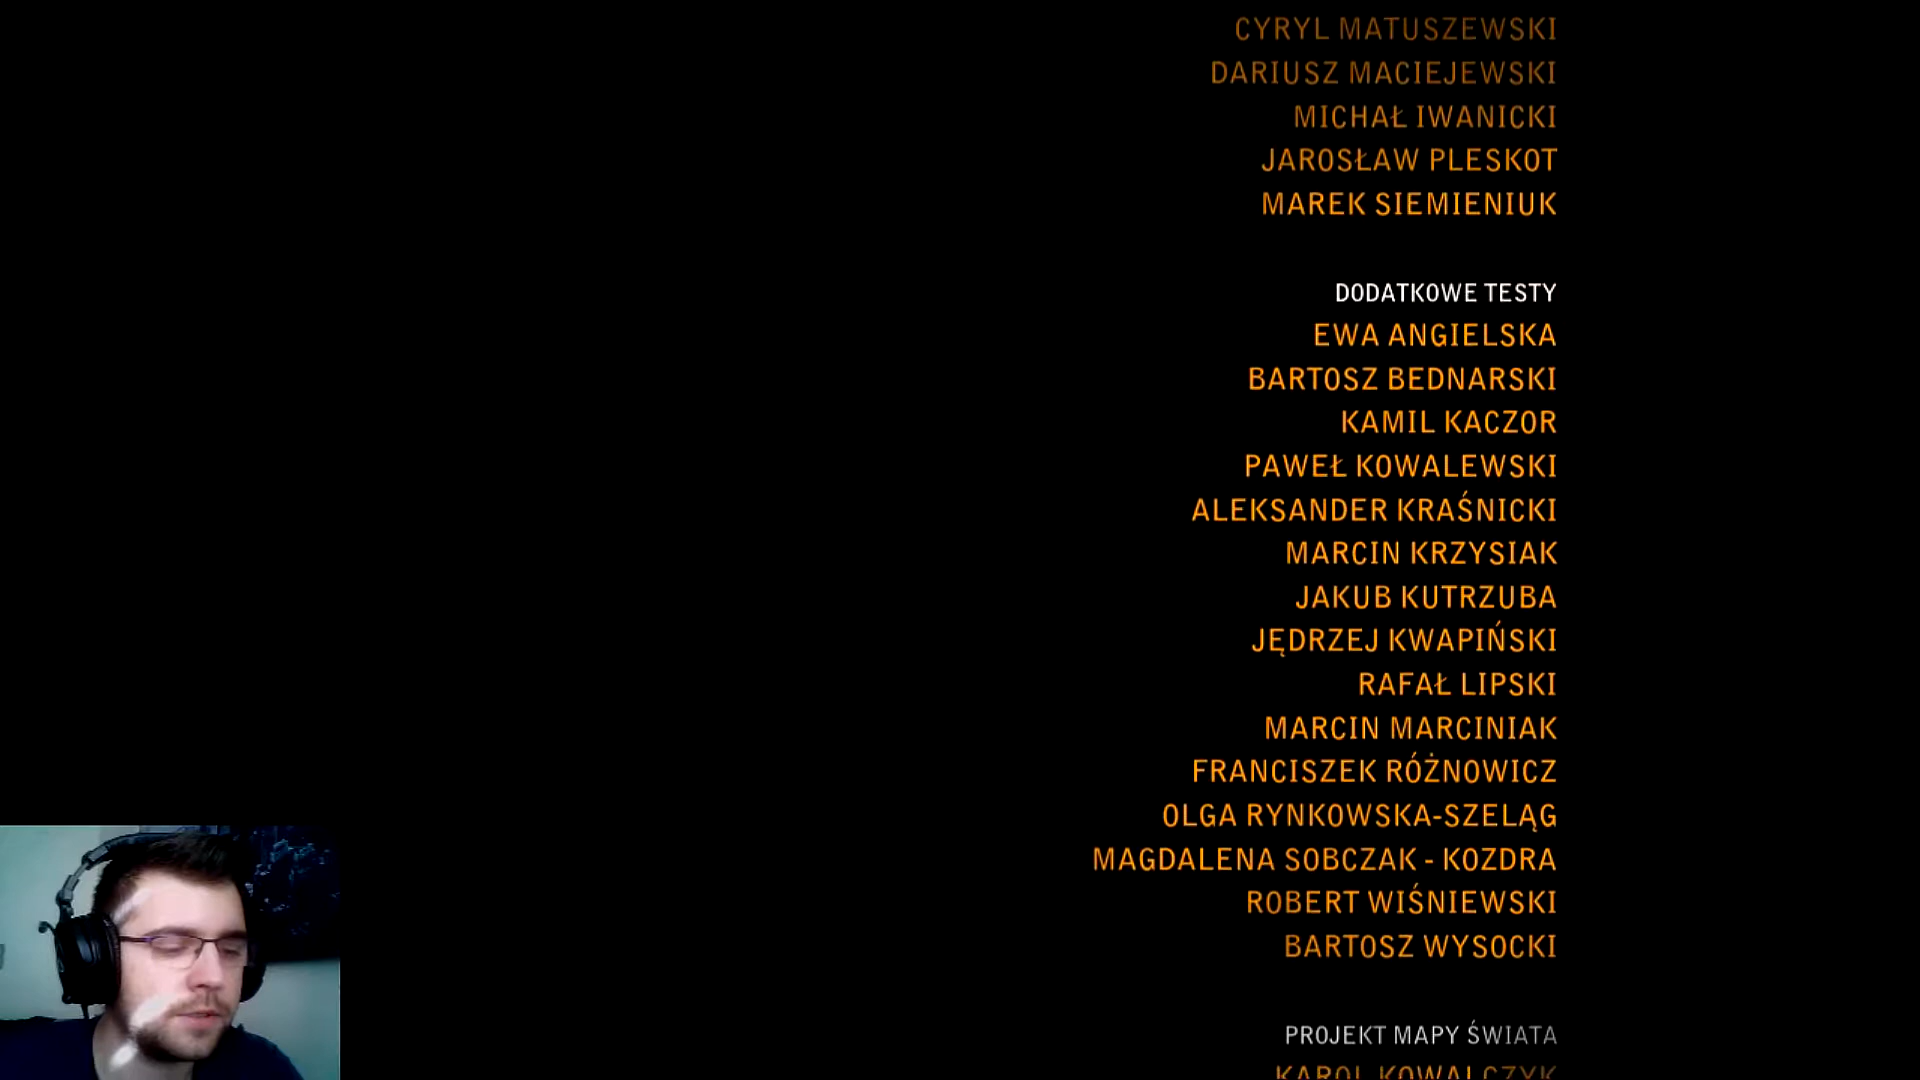 CYRYL MATUSZEWSKI
DARIUSZ MACIEJEWSKI
MICHAŁ IWANICKI
JAROSŁAW PLESKOT
MAREK SIEMIENIUK
DODATKOWE TESTY
EWA ANGIELSKA
BARTOSZ BEDNARSKI
KAMIL KACZOR
PAWEŁ KOWALEWSKI
ALEKSANDER KRAŚNICKI
MARCIN KRZYSIAK
JAKUB KUTRZUBA
JĘDRZEJ KWAPIŃSKI
RAFAŁ LIPSKI
MARCIN MARCINIAK
FRANCISZEK RÓŻNOWICZ
OLGA RYNKOWSKA-SZELĄG
MAGDALENA SOBCZAK - KOZDRA
ROBERT WIŚNIEWSKI
BARTOSZ WYSOCKI
PROJEKT MAPY ŚWIATA
KAROL KOWALCZYK